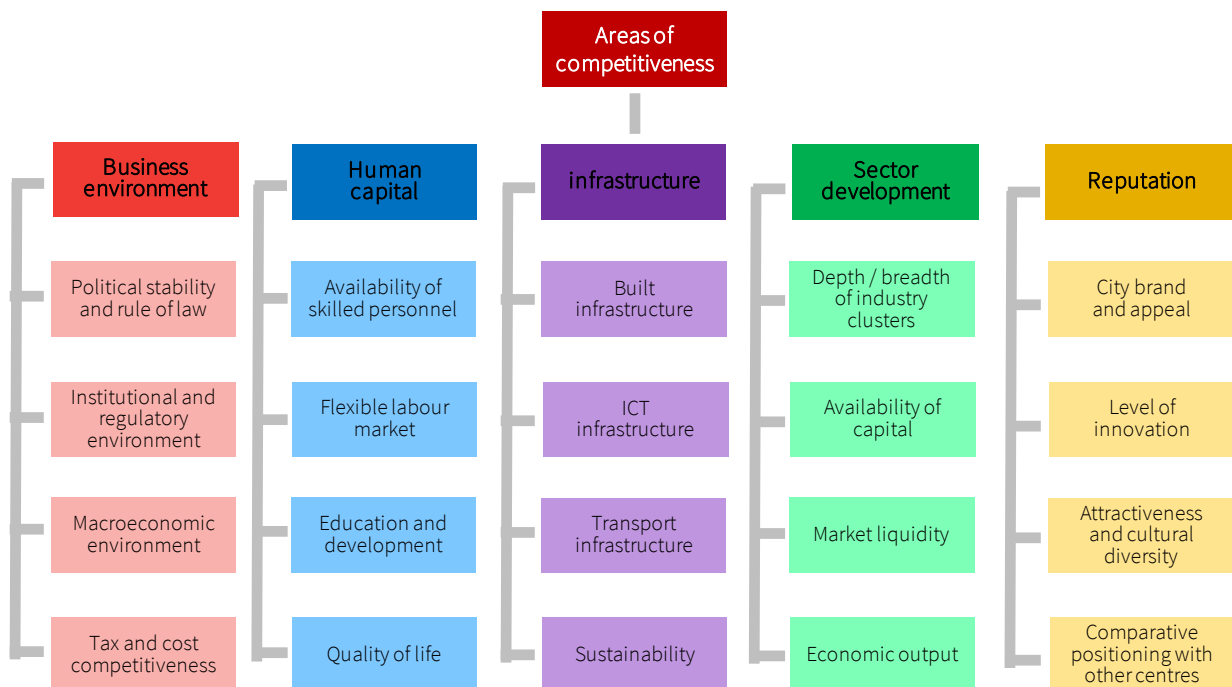 Areas of
competitiveness
Business
environment
Human
capital
infrastructure
Sector
development
Reputation
Political stability
and rule of law
Availability of
skilled personnel
Built
infrastructure
Depth / breadth
of industry
clusters
City brand
and appeal
Institutional and
regulatory
environment
Flexible labour
market
ICT
infrastructure
Availability of
capital
Level of
innovation
Macroeconomic
environment
Education and
development
Transport
infrastructure
Market liquidity
Attractiveness
and cultural
diversity
Tax and cost
competitiveness
Quality of life
Sustainability
Economic output
Comparative
positioning with
other centres